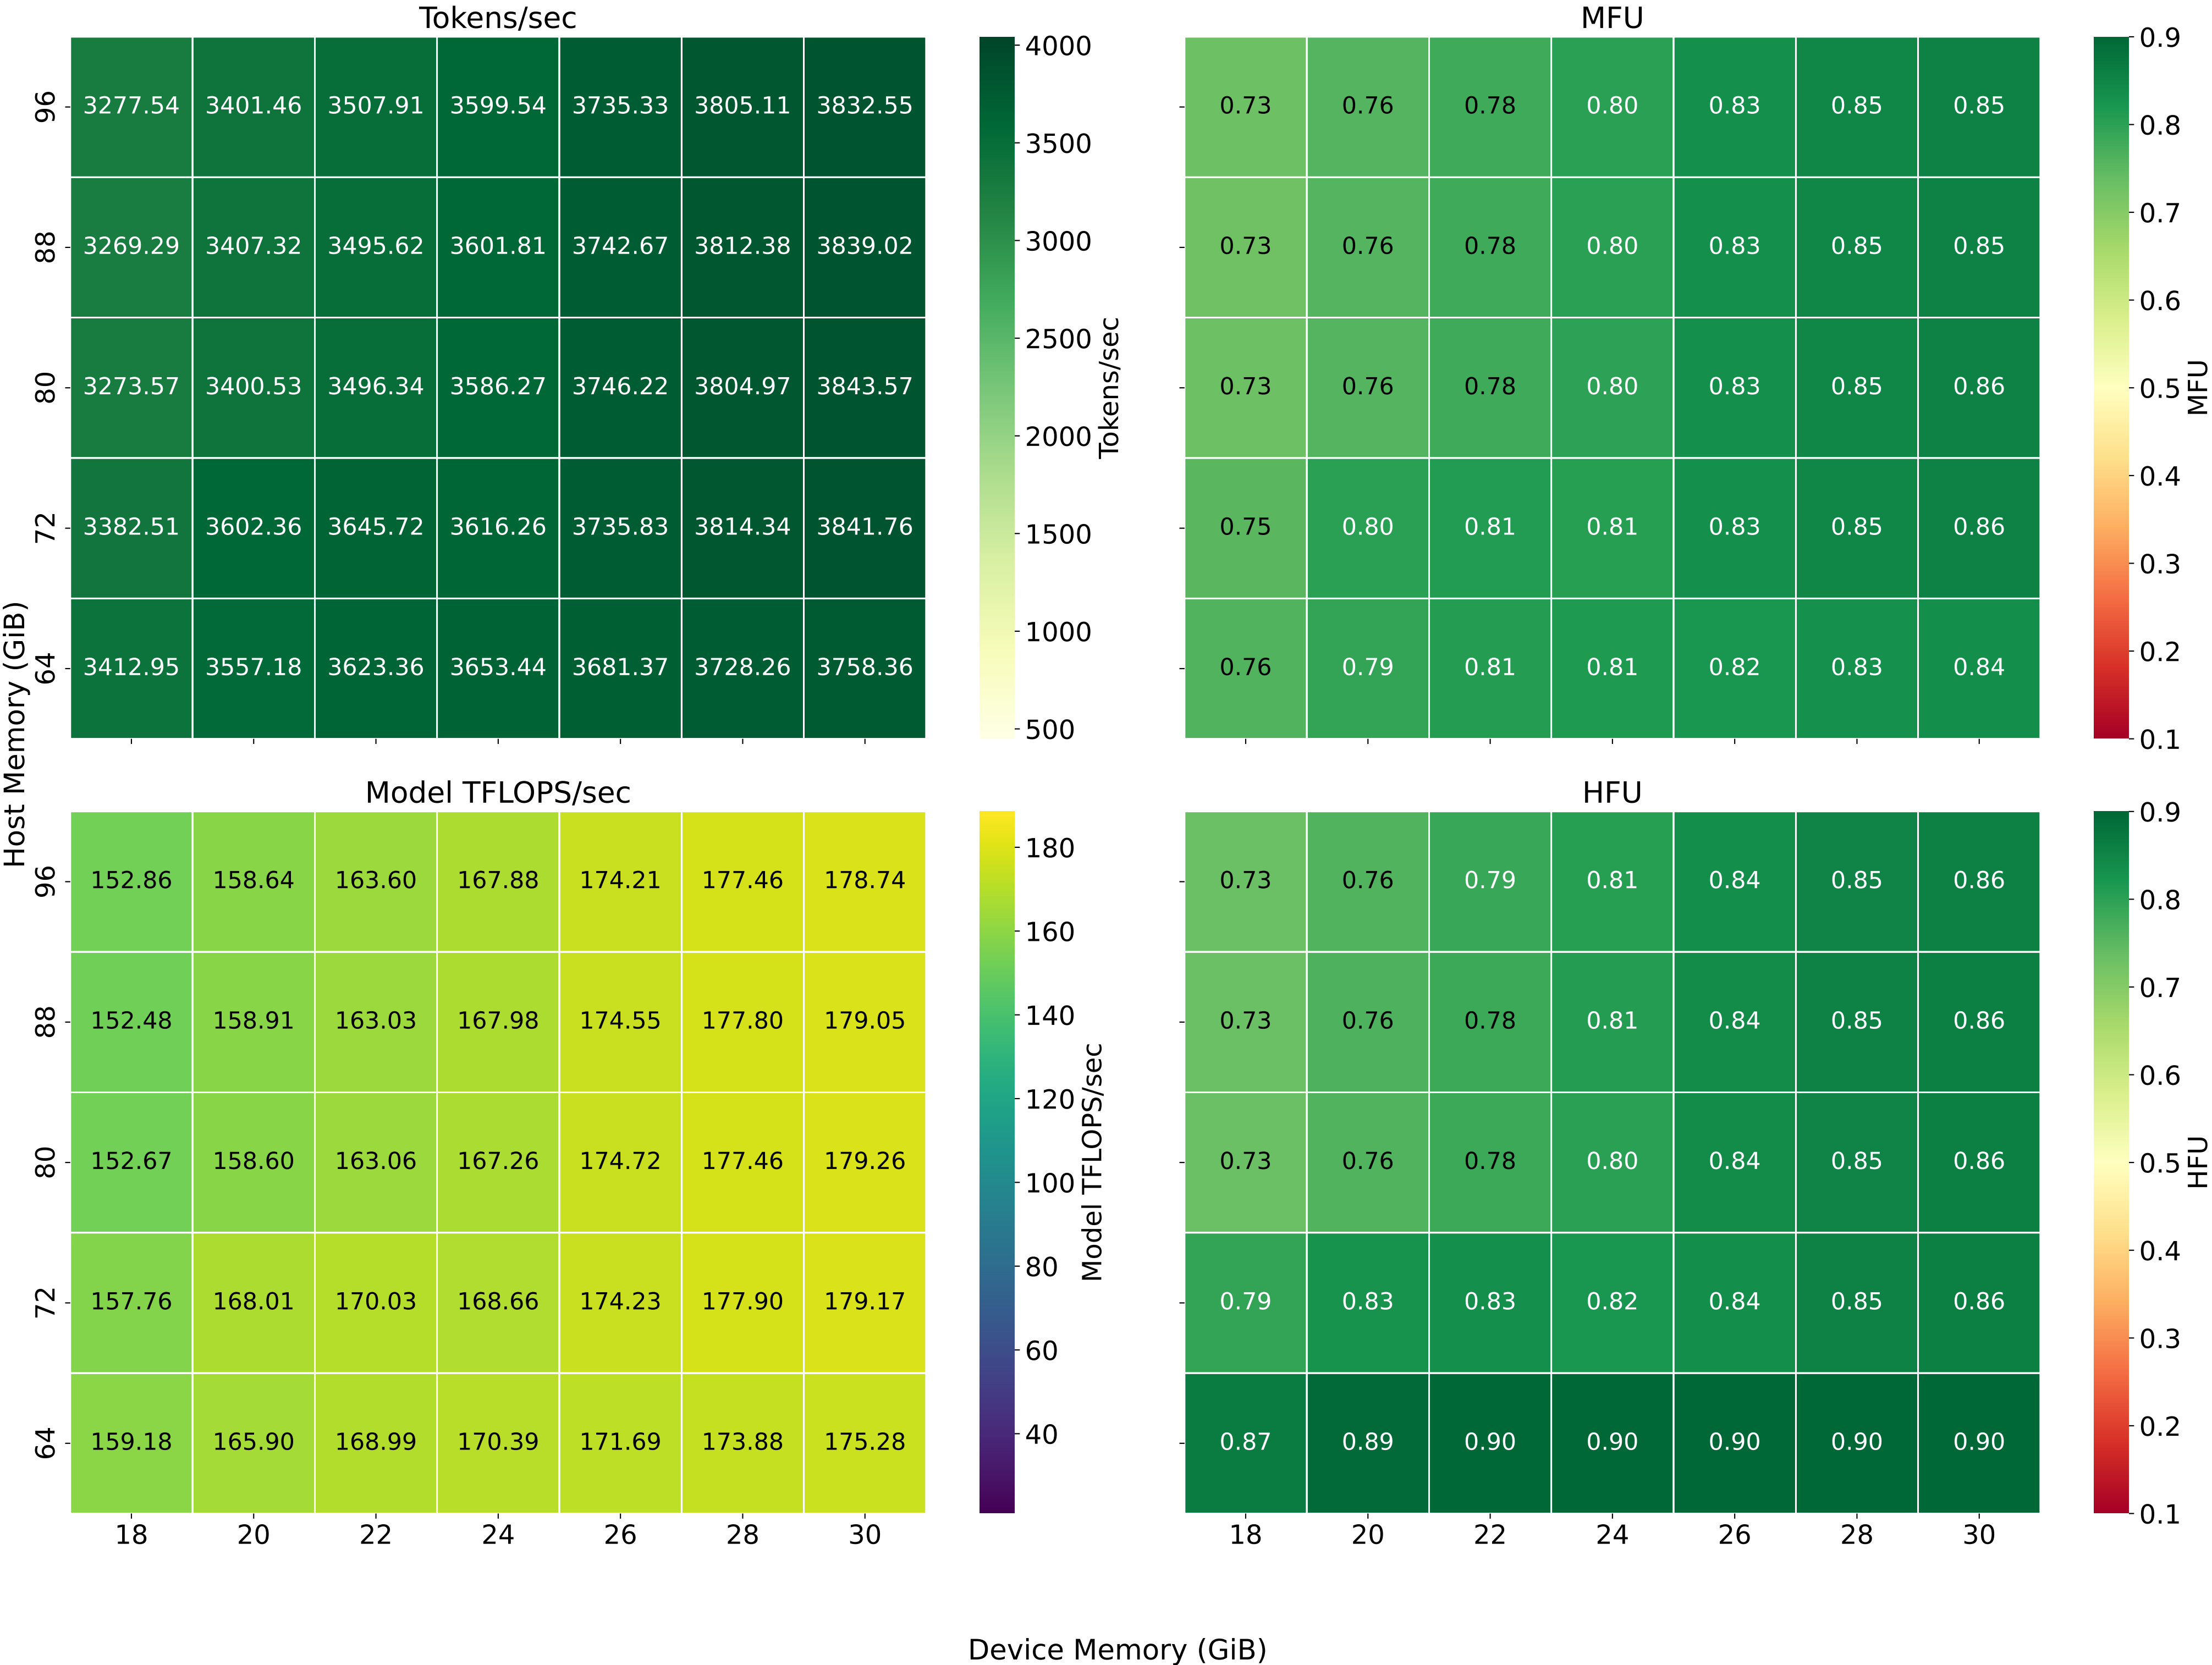 Tokens/sec
96 3277.54 3401.46 3507.91 3599.54 3735.33 3805.11 3832.55
88 3269.29 3407.32 3495.62 3601.81 3742.67 3812.38 3839.02
80 3273.57 3400.53 3496.34 3586.27 3746.22 3804.97 3843.57
72 3382.51 3602.36 3645.72 3616.26 3735.83 3814.34 3841.76
64 3412.95 3557.18 3623.36 3653.44 3681.37 3728.26 3758.36
4000
3500
3000
2500
2000
1500
1000
500
Tokens/sec
MFU
0.73 0.76 0.78 0.80 0.83 0.85 0.85
0.73 0.76 0.78 0.80 0.83 0.85 0.85
0.73 0.76 0.78 0.80 0.83 0.85 0.86
0.75 0.80 0.81 0.81 0.83 0.85 0.86
0.76 0.79 0.81 0.81 0.82 0.83 0.84
0.9
0.8
0.7
0.6
0.5
0.4
0.3
0.2
0.1
MFU
Host Memory (GiB)
Model TFLOPS/sec
96 152.86 158.64 163.60 167.88 174.21 177.46 178.74
88 152.48 158.91 163.03 167.98 174.55 177.80 179.05
80 152.67 158.60 163.06 167.26 174.72 177.46 179.26
72 157.76 168.01 170.03 168.66 174.23 177.90 179.17
64 159.18 165.90 168.99 170.39 171.69 173.88 175.28
18 20 22 24 26 28 30
180
160
140
120
100
80
60
40
Model TFLOPS/sec
HFU
0.73 0.76 0.79 0.81 0.84 0.85 0.86
0.73 0.76 0.78 0.81 0.84 0.85 0.86
0.73 0.76 0.78 0.80 0.84 0.85 0.86
0.79 0.83 0.83 0.82 0.84 0.85 0.86
0.87 0.89 0.90 0.90 0.90 0.90 0.90
18 20 22 24 26 28 30
0.9
0.8
0.7
0.6
0.5
0.4
0.3
0.2
0.1
HFU
Device Memory (GiB)